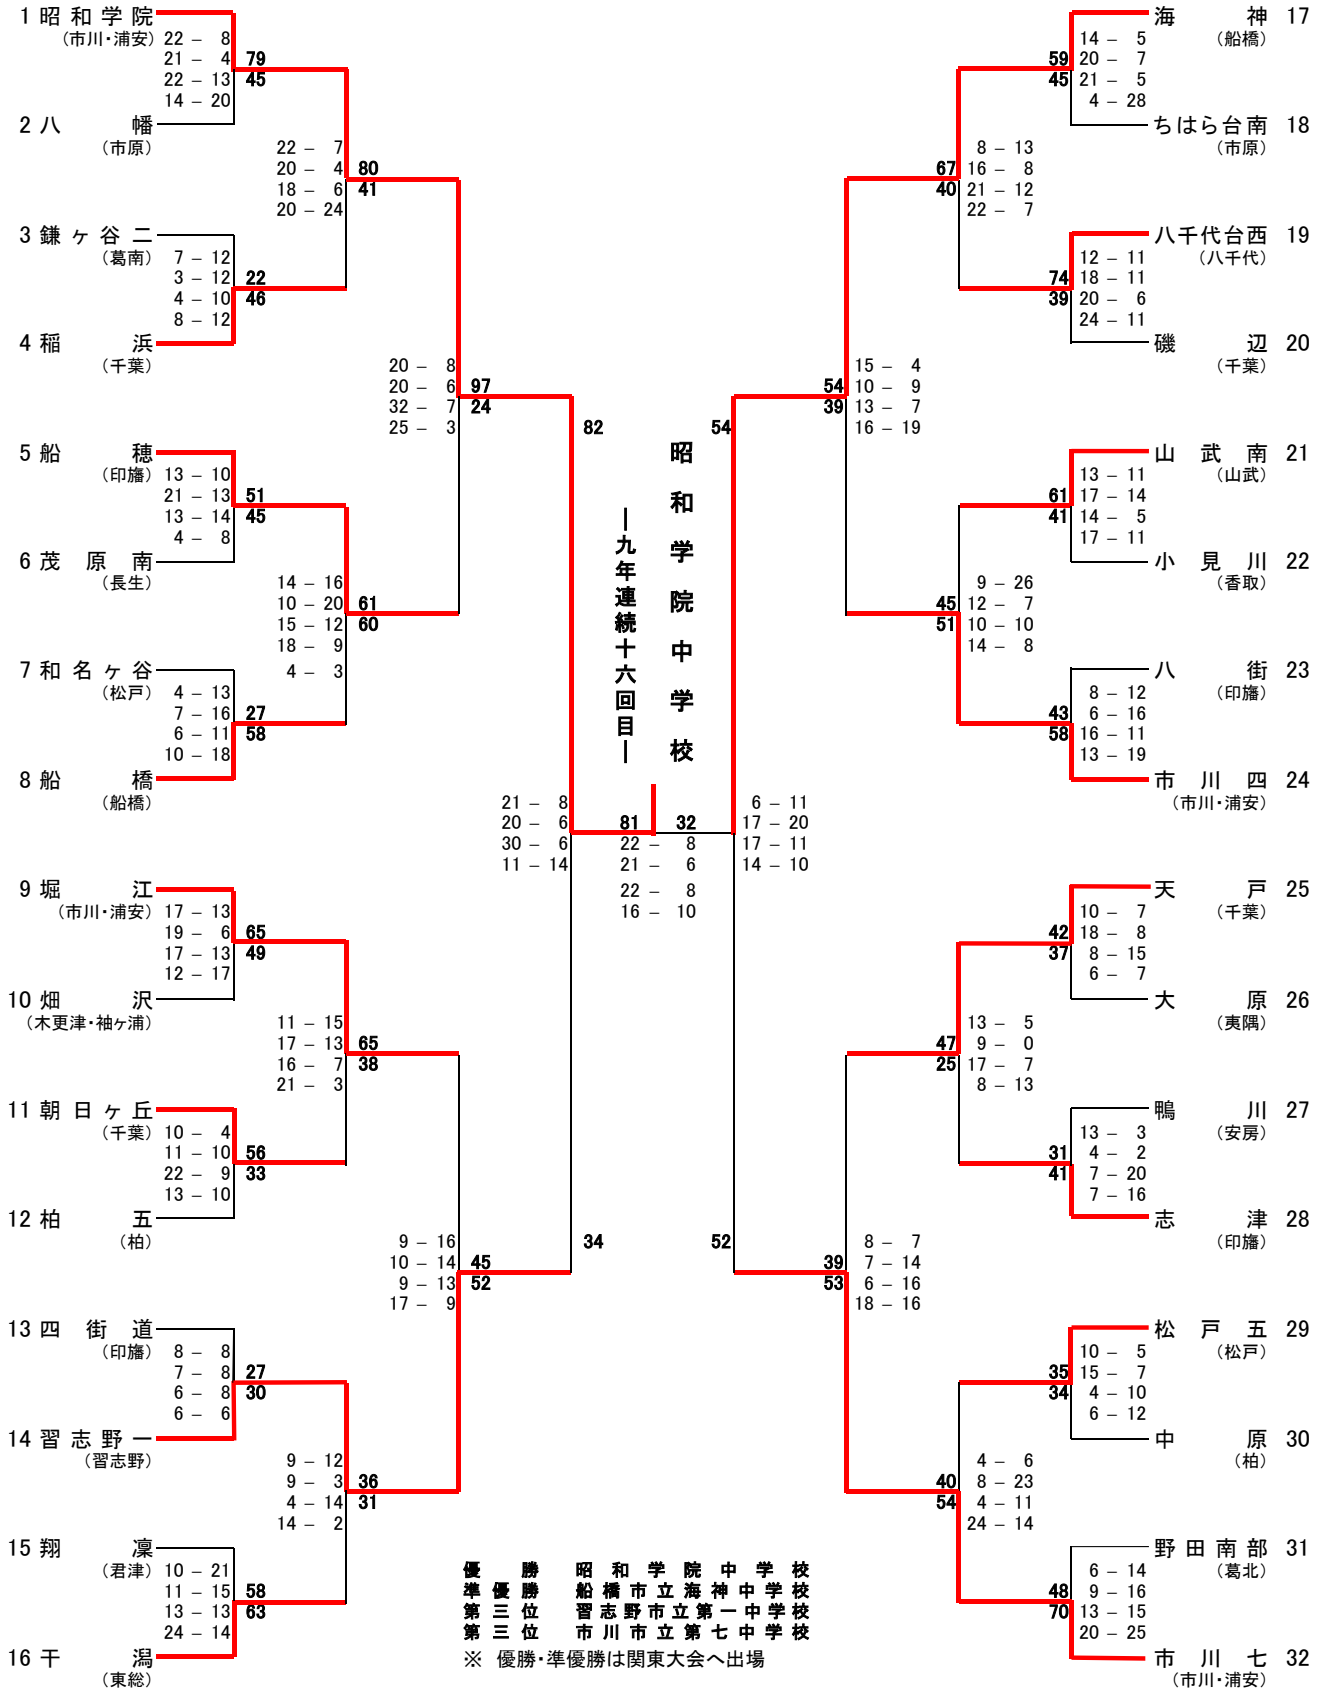 1 昭和学院
(市川・浦安)
22 – 8
21 – 4
22 – 13
14 – 20
79
45
2 八幡
(市原)
22 – 7
20 – 4
18 – 6
20 – 24
80
41
3 鎌ヶ谷二
(葛南)
7 – 12
3 – 12
4 – 10
8 – 12
22
46
4 稲浜
(千葉)
20 – 8
20 – 6
32 – 7
25 – 3
97
24
5 船穂
(印旛)
13 – 10
21 – 13
13 – 14
4 – 8
51
45
6 茂原南
(長生)
14 – 16
10 – 20
15 – 12
18 – 9
4 – 3
61
60
7 和名ヶ谷
(松戸)
4 – 13
7 – 16
6 – 11
10 – 18
27
58
8 船橋
(船橋)
21 – 8
20 – 6
30 – 6
11 – 14
82
34
9 堀江
(市川・浦安)
17 – 13
19 – 6
17 – 13
12 – 17
65
49
10 畑沢
(木更津・袖ヶ浦)
11 – 15
17 – 13
16 – 7
21 – 3
65
38
11 朝日ヶ丘
(千葉)
10 – 4
11 – 10
22 – 9
13 – 10
56
33
12 柏五
(柏)
9 – 16
10 – 14
9 – 13
17 – 9
45
52
13 四街道
(印旛)
8 – 8
7 – 8
6 – 8
6 – 6
27
30
14 習志野一
(習志野)
9 – 12
9 – 3
4 – 14
14 – 2
36
31
15 翔凜
(君津)
10 – 21
11 – 15
13 – 13
24 – 14
58
63
16 干潟
(東総)
昭和学院中学校
―九年連続十六回目―
81 32
22 – 8
21 – 6
22 – 8
16 – 10
海神 17
(船橋)
14 – 5
20 – 7
21 – 5
4 – 28
59
45
ちはら台南 18
(市原)
8 – 13
16 – 8
21 – 12
22 – 7
67
40
八千代台西 19
(八千代)
12 – 11
18 – 11
20 – 6
24 – 11
74
39
磯辺 20
(千葉)
15 – 4
10 – 9
13 – 7
16 – 19
54
39
山武南 21
(山武)
13 – 11
17 – 14
14 – 5
17 – 11
61
41
小見川 22
(香取)
9 – 26
12 – 7
10 – 10
14 – 8
45
51
八街 23
(印旛)
8 – 12
6 – 16
16 – 11
13 – 19
43
58
市川四 24
(市川・浦安)
6 – 11
17 – 20
17 – 11
14 – 10
54
52
天戸 25
(千葉)
10 – 7
18 – 8
8 – 15
6 – 7
42
37
大原 26
(夷隅)
13 – 5
9 – 0
17 – 7
8 – 13
47
25
鴨川 27
(安房)
13 – 3
4 – 2
7 – 20
7 – 16
31
41
志津 28
(印旛)
8 – 7
7 – 14
6 – 16
18 – 16
39
53
松戸五 29
(松戸)
10 – 5
15 – 7
4 – 10
6 – 12
35
34
中原 30
(柏)
4 – 6
8 – 23
4 – 11
24 – 14
40
54
野田南部 31
(葛北)
6 – 14
9 – 16
13 – 15
20 – 25
48
70
市川七 32
(市川・浦安)
優勝 昭和学院中学校
準優勝 船橋市立海神中学校
第三位 習志野市立第一中学校
第三位 市川市立第七中学校
※ 優勝・準優勝は関東大会へ出場